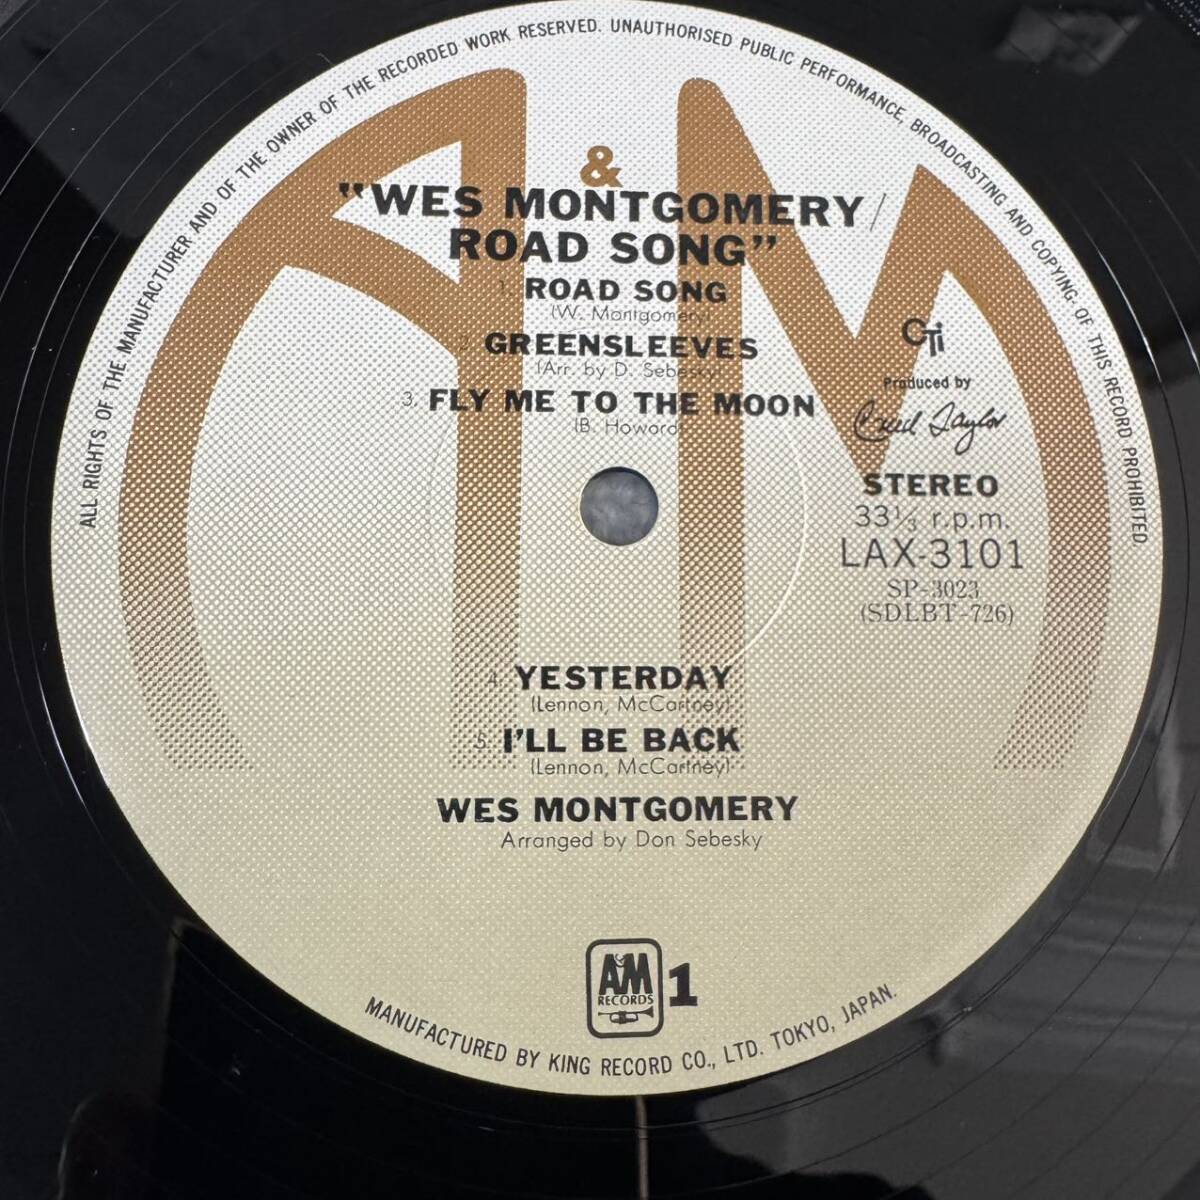 ALL RIGHTS OF THE MANUFACTURER AND OF THE OWNER OF THE RECORDED WORK RESERVED. UNAUTHORISED PUBLIC PERFORMANCE, BROADCASTING AND COPYING OF THIS RECORD PROHIBITED.
&
"WES MONTGOMERY/
ROAD SONG"
1. ROAD SONG
(W. Montgomery)
2. GREENSLEEVES
(Arr. by D. Sebesky)
3. FLY ME TO THE MOON
(B. Howard)
CTi
Produced by
Creed Taylor
STEREO
33 1/3 r.p.m.
LAX-3101
SP-3023
(SDLBT-726)
4. YESTERDAY
(Lennon, McCartney)
5. I'LL BE BACK
(Lennon, McCartney)
WES MONTGOMERY
Arranged by Don Sebesky
A&M
RECORDS
1
MANUFACTURED BY KING RECORD CO., LTD. TOKYO, JAPAN.